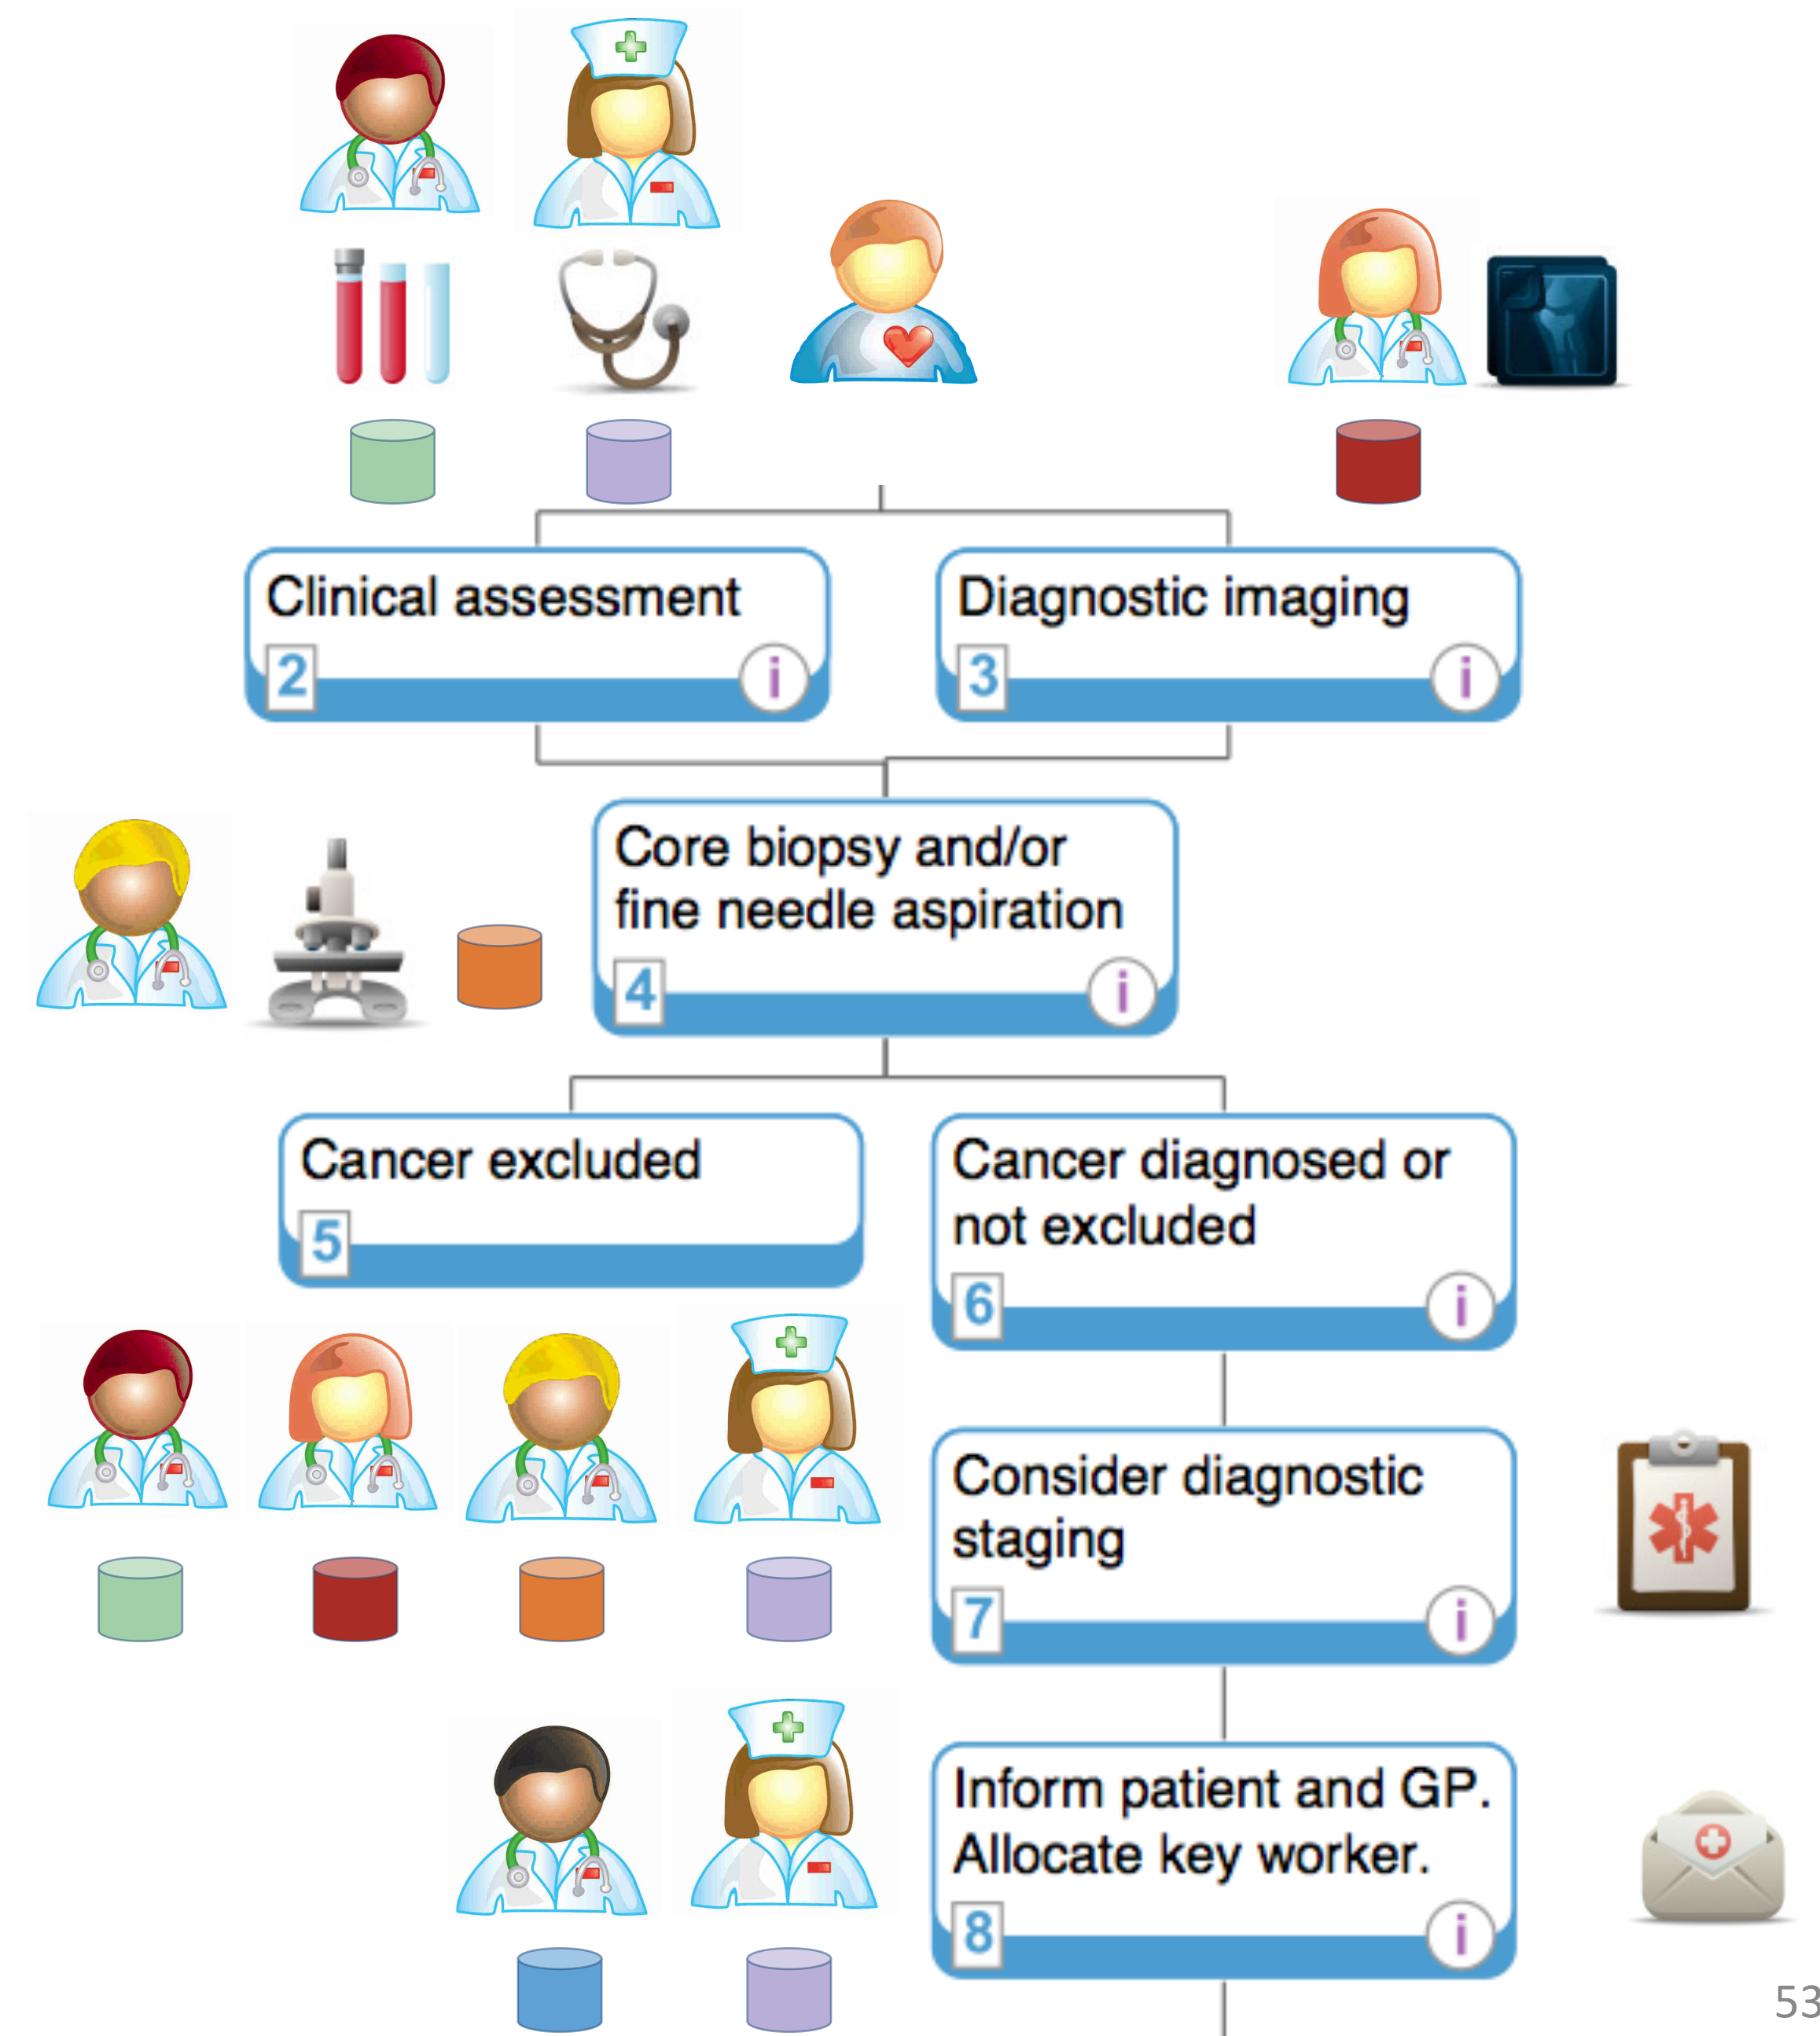 Clinical assessment
2
i
Diagnostic imaging
3
i
Core biopsy and/or
fine needle aspiration
4
i
Cancer excluded
5
Cancer diagnosed or
not excluded
6
i
Consider diagnostic
staging
7
i
Inform patient and GP.
Allocate key worker.
8
i
53